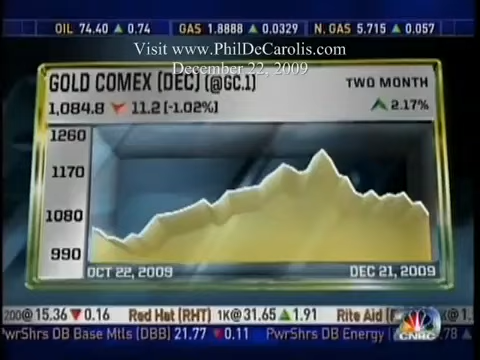 OIL 74.40 ▲ 0.74 GAS 1.8888 ▲ 0.0329 N. GAS 5.715 ▲ 0.057
Visit www.PhilDeCarolis.com
December 22, 2009
GOLD COMEX (DEC) (@GC.1)
TWO MONTH
1,084.8 ▼ 11.2 [-1.02%]
▲ 2.17%
1260
1170
1080
990
OCT 22, 2009 DEC 21, 2009
200@15.36 ▼ 0.16 Red Hat (RHT) 1K@31.65 ▲ 1.91 Rite Aid
CNBC
PwrShrs DB Base Mtls (DBB) 21.77 ▼ 0.11 PwrShrs DB Energy